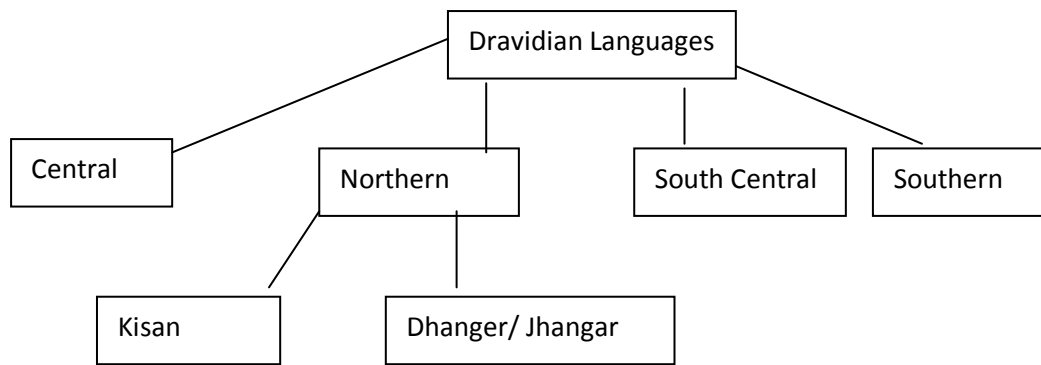 Dravidian Languages
Central
Northern
South Central
Southern
Kisan
Dhanger/ Jhangar